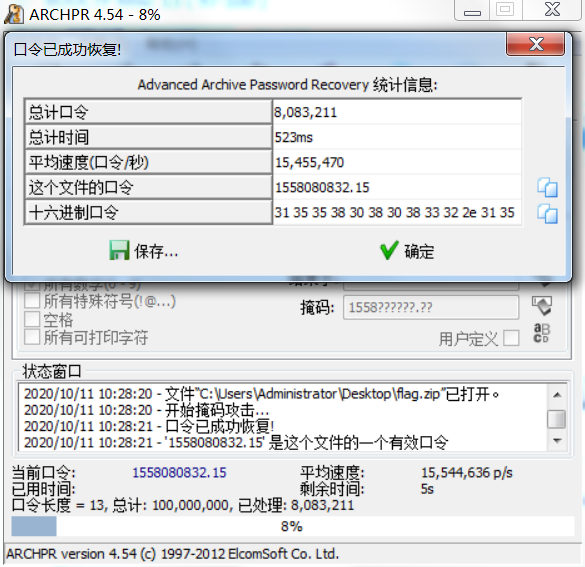 ARCHPR 4.54 - 8%
口令已成功恢复!
Advanced Archive Password Recovery 统计信息:
总计口令 8,083,211
总计时间 523ms
平均速度(口令/秒) 15,455,470
这个文件的口令 1558080832.15
十六进制口令 31 35 35 38 30 38 30 38 33 32 2e 31 35
保存... 确定
所有数字(0 - 9)
所有特殊符号(!@...)
掩码: 1558??????.??
空格
所有可打印字符 用户定义
状态窗口
2020/10/11 10:28:20 - 文件“C:\Users\Administrator\Desktop\flag.zip”已打开。
2020/10/11 10:28:20 - 开始掩码攻击...
2020/10/11 10:28:21 - 口令已成功恢复!
2020/10/11 10:28:21 - '1558080832.15' 是这个文件的一个有效口令
当前口令: 1558080832.15 平均速度: 15,544,636 p/s
已用时间: 剩余时间: 5s
口令长度 = 13, 总计: 100,000,000, 已处理: 8,083,211
8%
ARCHPR version 4.54 (c) 1997-2012 ElcomSoft Co. Ltd.